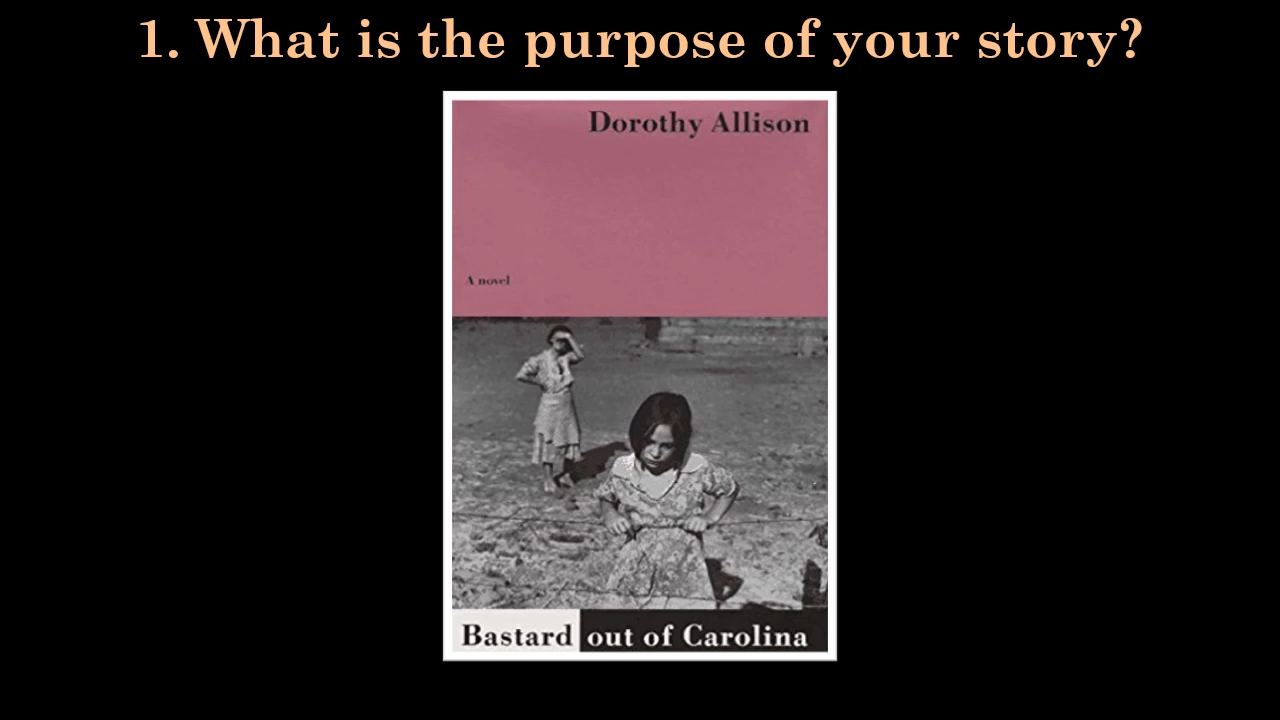 1. What is the purpose of your story?
Dorothy Allison
A novel
Bastard out of Carolina